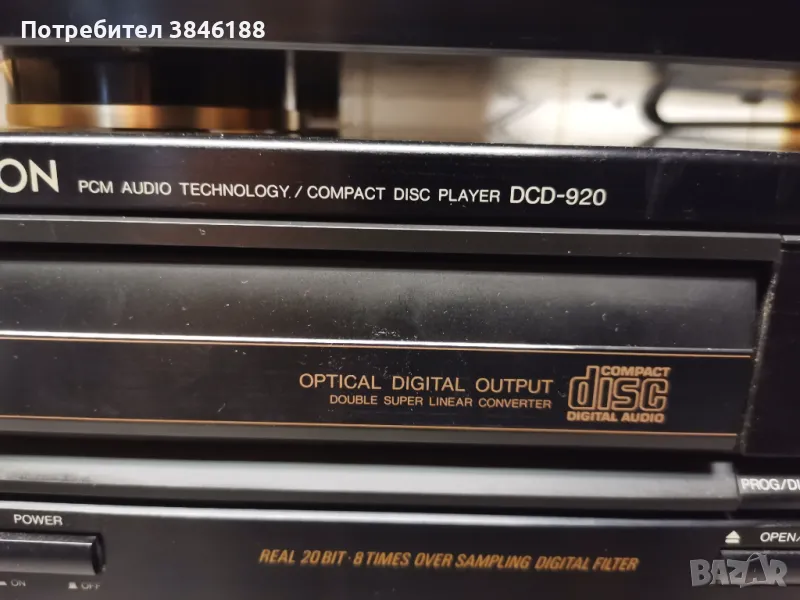 Потребител 3846188
ON PCM AUDIO TECHNOLOGY / COMPACT DISC PLAYER DCD-920
OPTICAL DIGITAL OUTPUT
DOUBLE SUPER LINEAR CONVERTER
COMPACT
disc
DIGITAL AUDIO
PROG/DI
POWER
ON OFF
REAL 20 BIT · 8 TIMES OVER SAMPLING DIGITAL FILTER
OPEN/
BAZAR